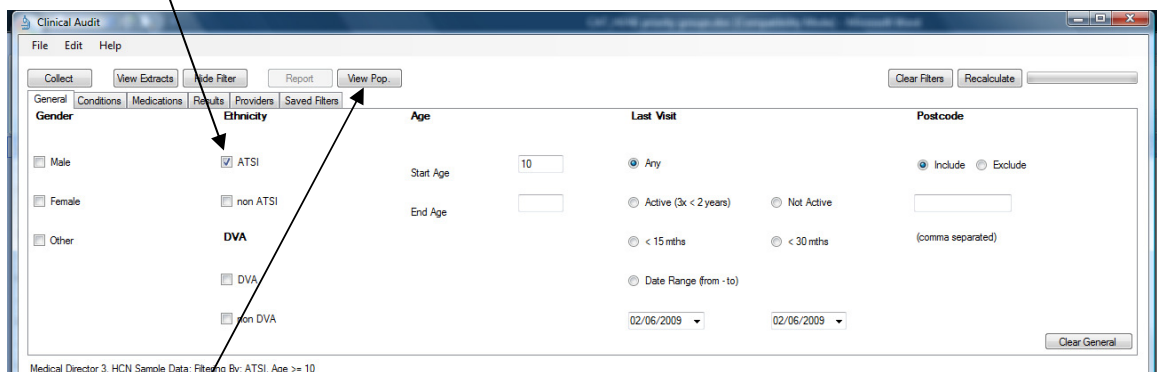 Clinical Audit
File Edit Help
Collect View Extracts Hide Filter Report View Pop. Clear Filters Recalculate
General Conditions Medications Results Providers Saved Filters
Gender Ethnicity Age Last Visit Postcode
Male ATSI Start Age 10 Any Include Exclude
Female non ATSI End Age Active (3x < 2 years) Not Active
Other DVA < 15 mths < 30 mths (comma separated)
DVA Date Range (from - to)
non DVA 02/06/2009 02/06/2009
Clear General
Medical Director 3, HCN Sample Data; Filtering By: ATSI, Age >= 10